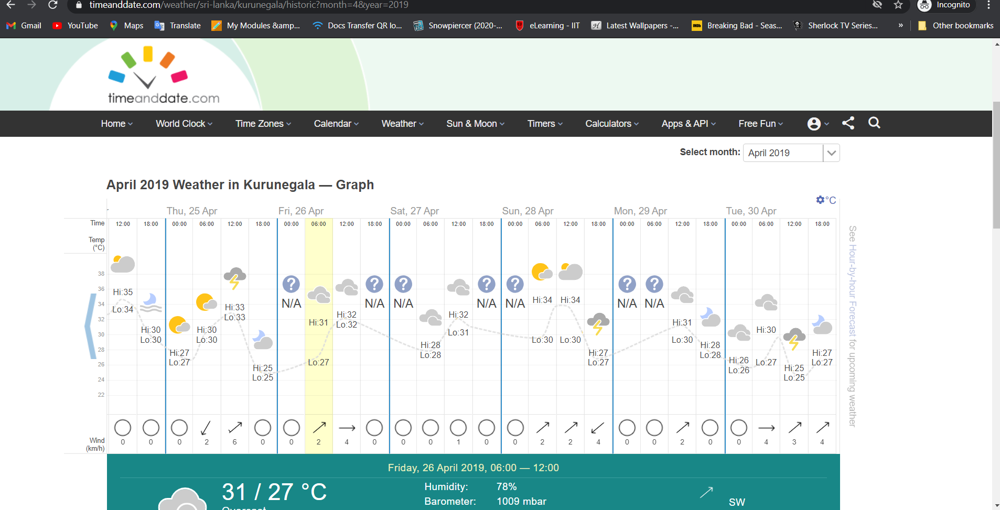 timeanddate.com/weather/sri-lanka/kurunegala/historic?month=4&year=2019
Incognito
Gmail YouTube Maps Translate My Modules &amp... Docs Transfer QR lo... Snowpiercer (2020-... eLearning - IIT Latest Wallpapers -... Breaking Bad - Seas... Sherlock TV Series... » Other bookmarks
timeanddate.com
Home World Clock Time Zones Calendar Weather Sun & Moon Timers Calculators Apps & API Free Fun
Select month: April 2019
April 2019 Weather in Kurunegala — Graph
°C
Thu, 25 Apr Fri, 26 Apr Sat, 27 Apr Sun, 28 Apr Mon, 29 Apr Tue, 30 Apr
Time 12:00 18:00 00:00 06:00 12:00 18:00 00:00 06:00 12:00 18:00 00:00 06:00 12:00 18:00 00:00 06:00 12:00 18:00 00:00 06:00 12:00 18:00 00:00 06:00 12:00 18:00
Temp
(°C)
38
36
34
32
30
28
26
24
22
Hi:35
Lo:34
Hi:30
Lo:30
Hi:27
Lo:27
Hi:30
Lo:30
Hi:33
Lo:33
Hi:25
Lo:25
? N/A
Hi:31
Lo:27
Hi:32
Lo:32
? N/A
? N/A
Hi:28
Lo:28
Hi:32
Lo:31
? N/A
? N/A
Hi:34
Lo:30
Hi:34
Lo:30
Hi:27
Lo:27
? N/A
? N/A
Hi:31
Lo:30
Hi:28
Lo:28
Hi:26
Lo:26
Hi:30
Lo:27
Hi:25
Lo:25
Hi:27
Lo:27
See Hour-by-hour Forecast for upcoming weather
Wind
(km/h)
0 0 0 2 6 0 0 2 4 0 0 0 1 0 0 2 2 4 0 0 2 0 0 4 3 4
Friday, 26 April 2019, 06:00 — 12:00
31 / 27 °C
Overcast
Humidity: 78%
Barometer: 1009 mbar
SW